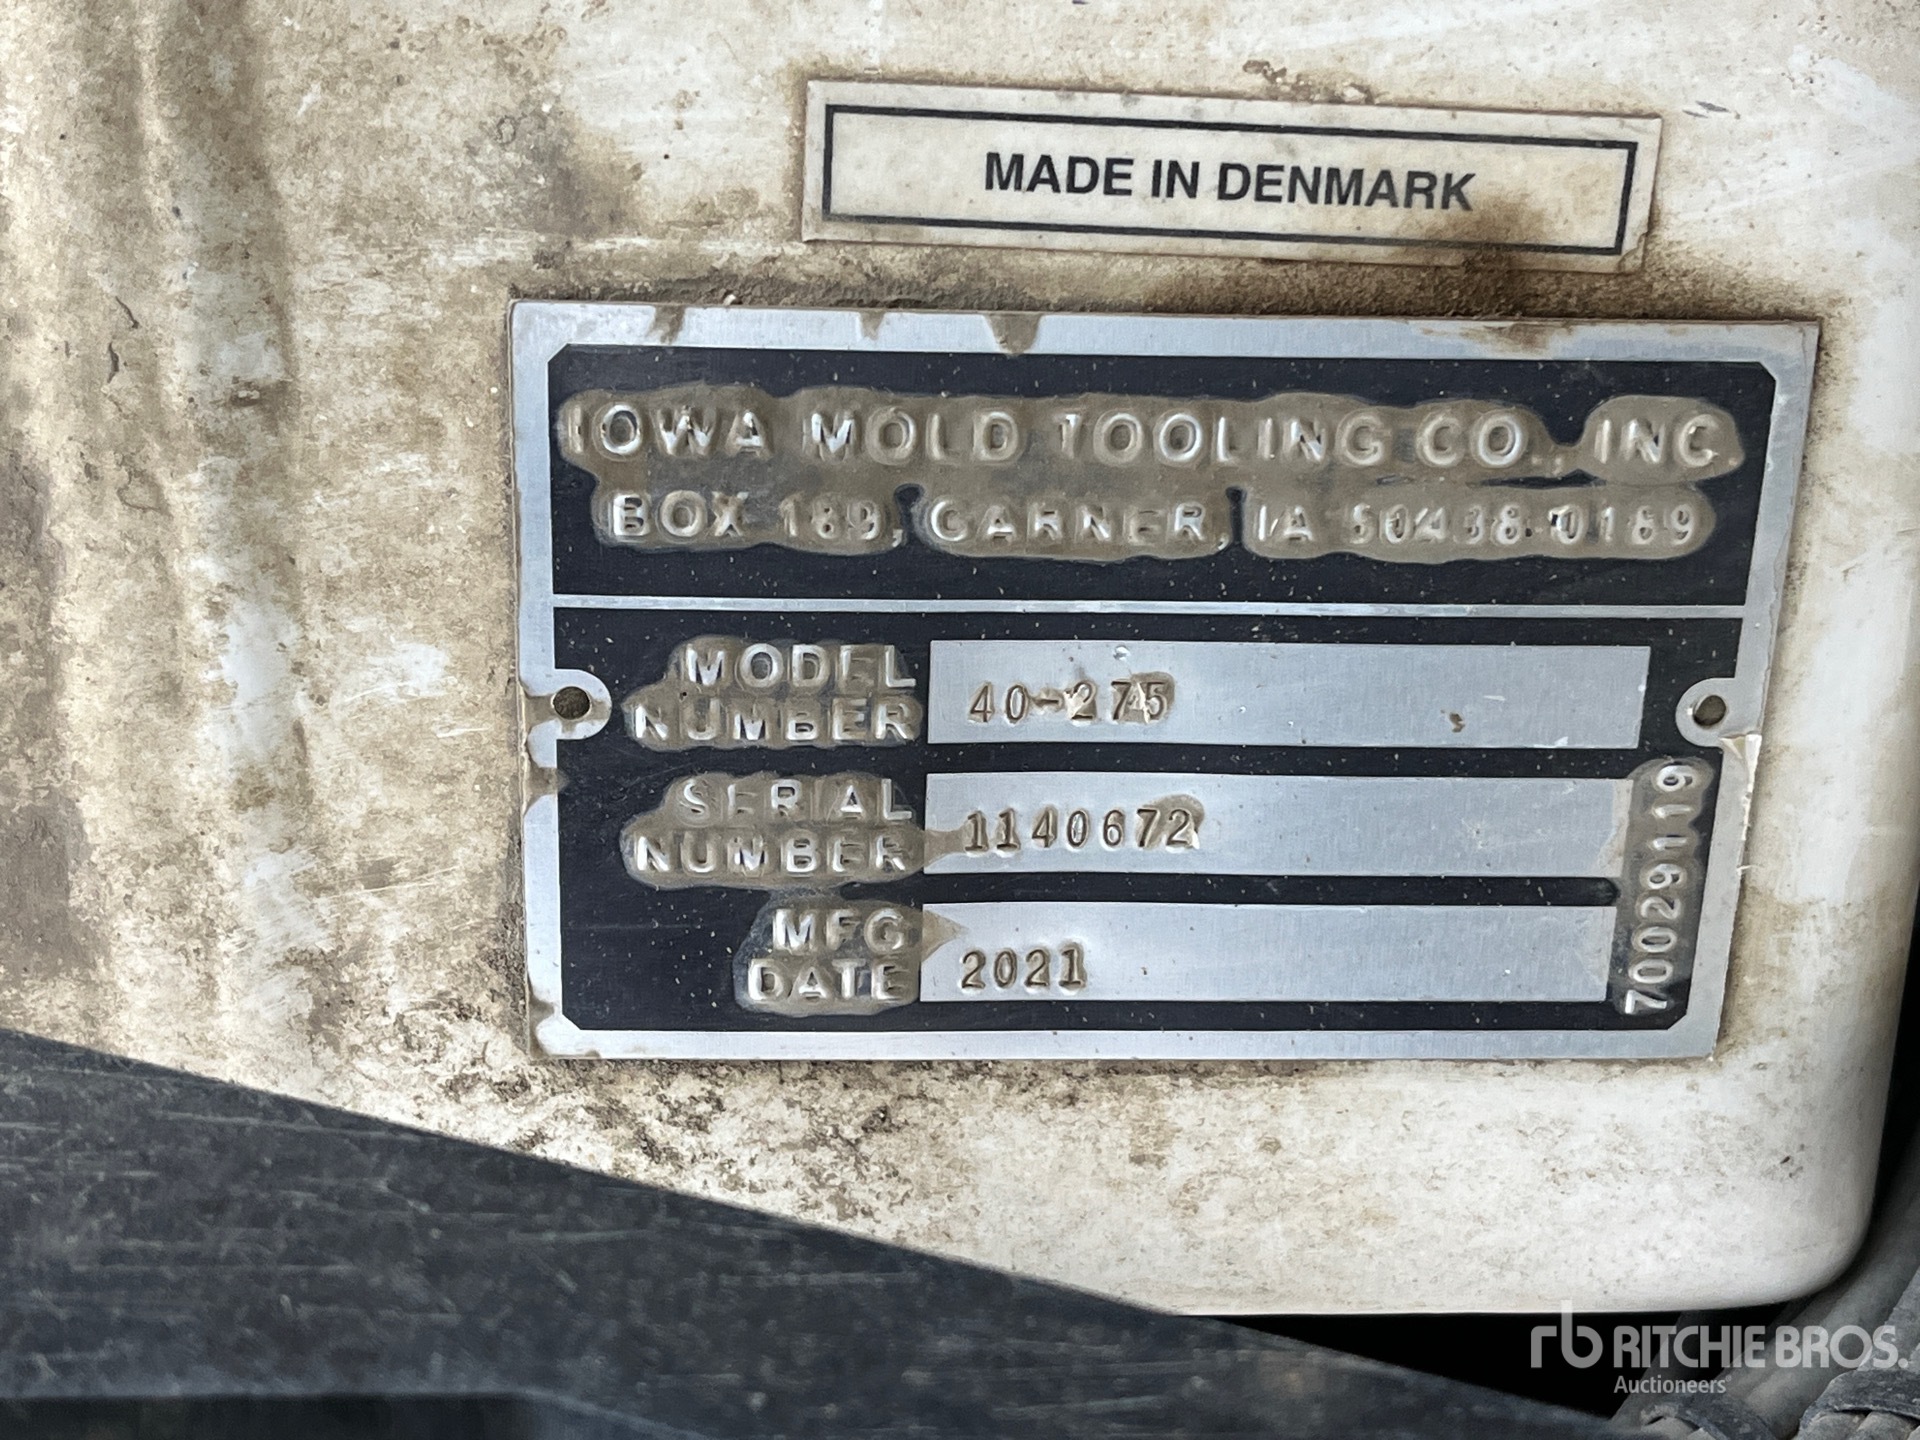 MADE IN DENMARK
IOWA MOLD TOOLING CO., INC.
BOX 189, GARNER, IA 50438-0189
MODEL
NUMBER
40-275
SERIAL
NUMBER
1140672
MFG
DATE
2021
70029119
rb RITCHIE BROS.
Auctioneers